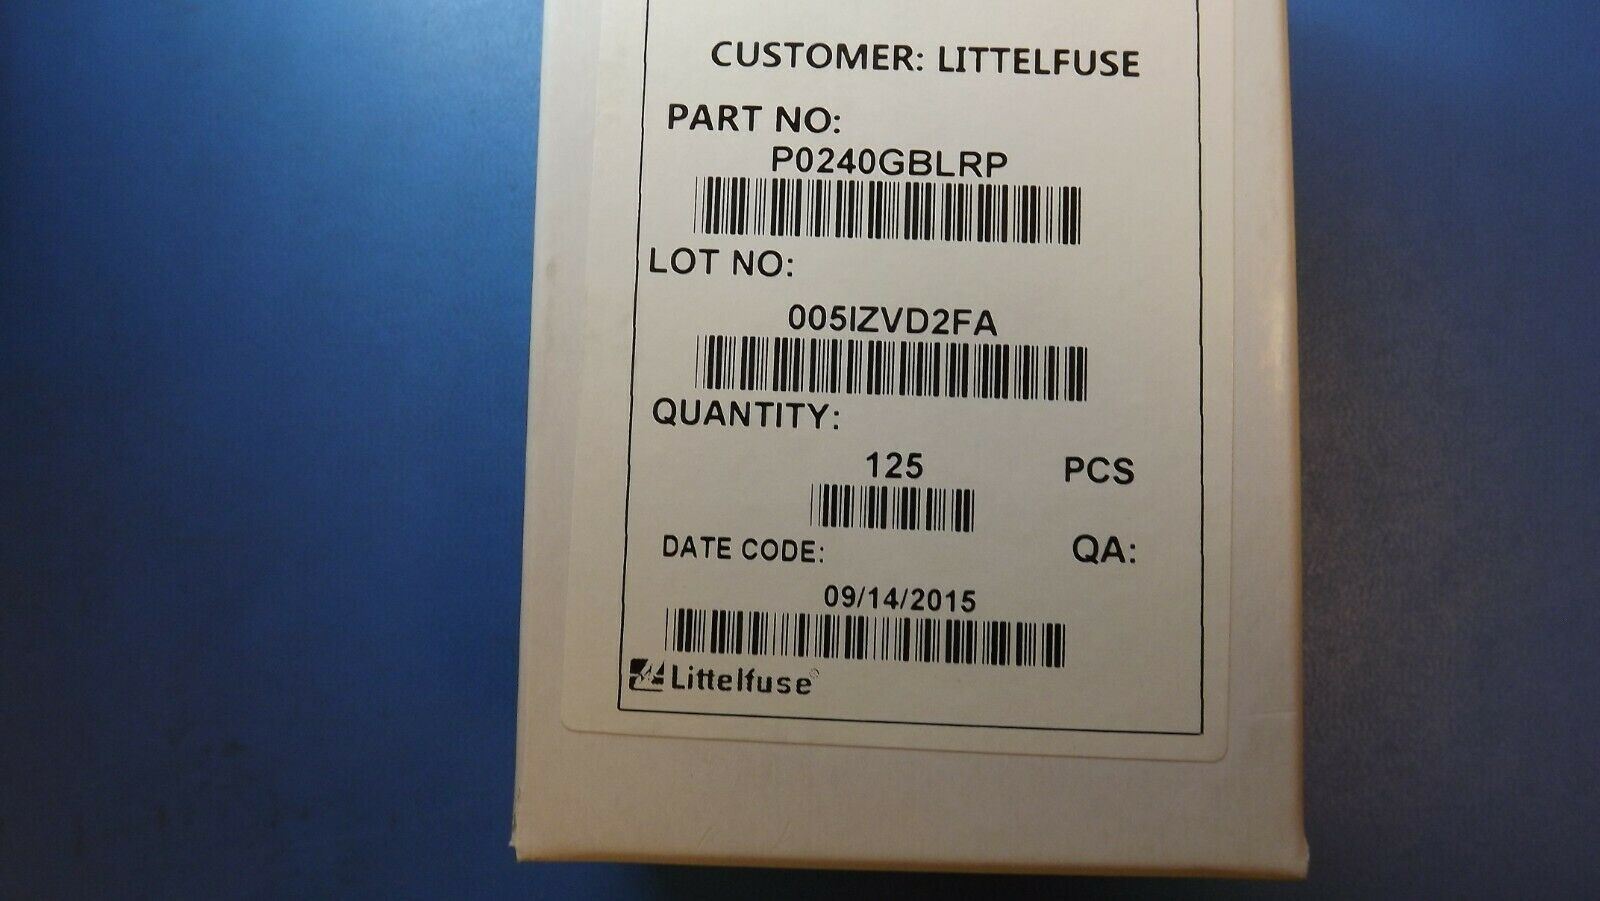 CUSTOMER: LITTELFUSE
PART NO:
P0240GBLRP
LOT NO:
005IZVD2FA
QUANTITY:
125 PCS
DATE CODE: QA:
09/14/2015
Littelfuse®